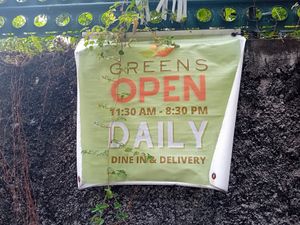 GREENS
OPEN
11:30 AM - 8:30 PM
DAILY
DINE IN & DELIVERY